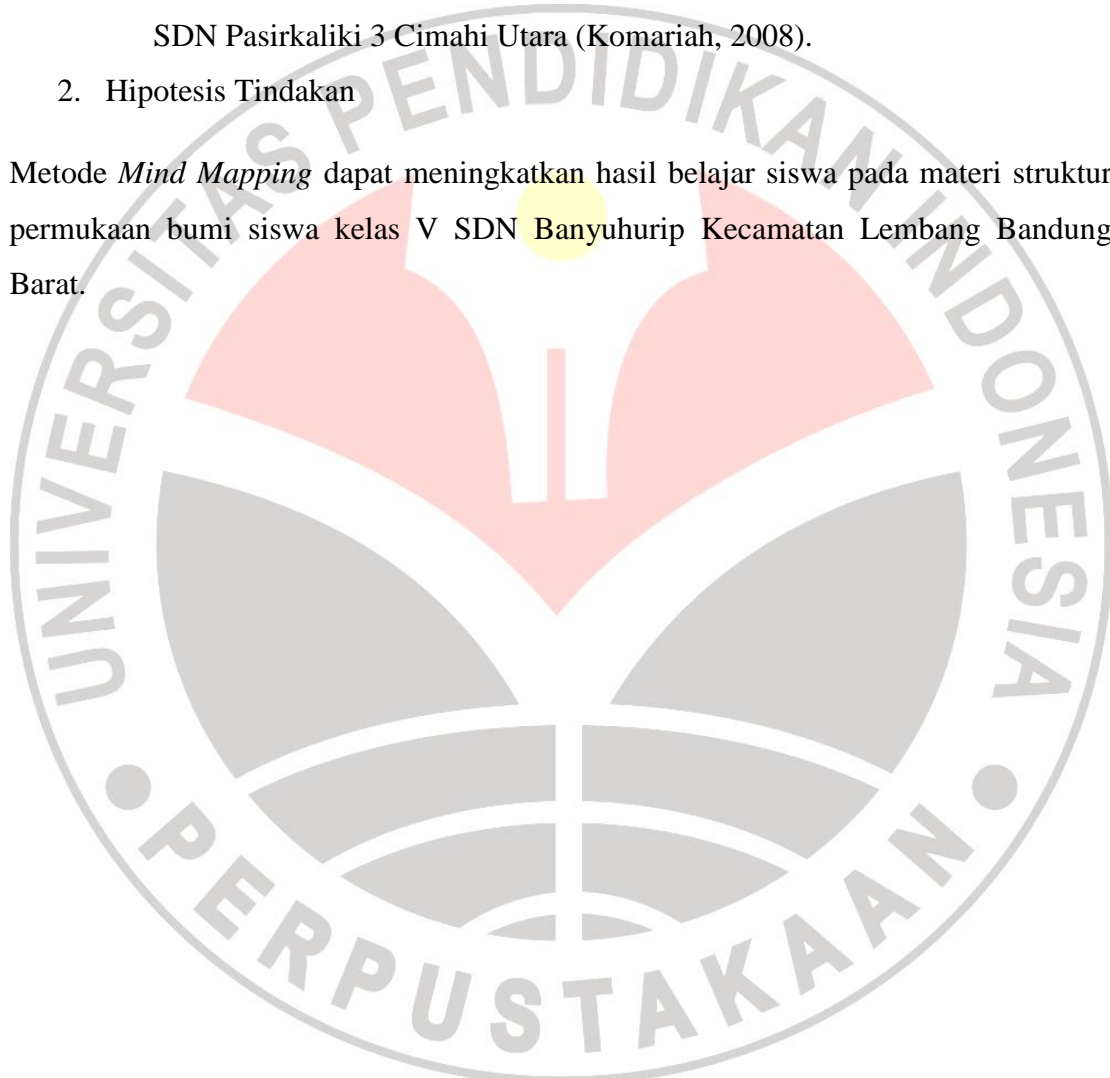 SDN Pasirkaliki 3 Cimahi Utara (Komariah, 2008).
2. Hipotesis Tindakan
Metode Mind Mapping dapat meningkatkan hasil belajar siswa pada materi struktur
permukaan bumi siswa kelas V SDN Banyuhurip Kecamatan Lembang Bandung
Barat.
UNIVERSITAS PENDIDIKAN INDONESIA
PERPUSTAKAAN